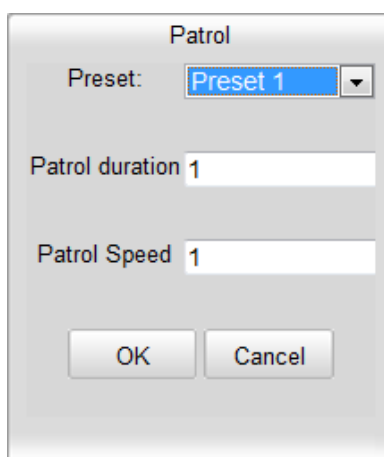 Patrol
Preset: Preset 1
Patrol duration 1
Patrol Speed 1
OK Cancel